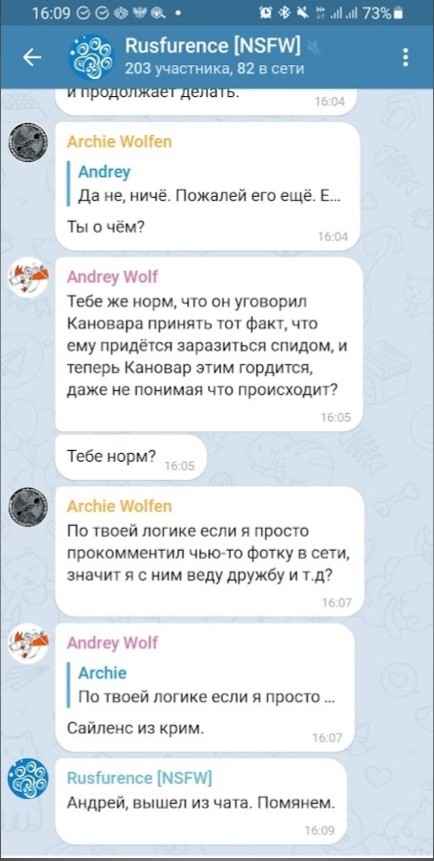 16:09
73%
Rusfurence [NSFW]
203 участника, 82 в сети
и продолжает делать.
16:04
Archie Wolfen
Andrey
Да не, ничё. Пожалей его ещё. Е...
Ты о чём?
16:04
Andrey Wolf
Тебе же норм, что он уговорил
Кановара принять тот факт, что
ему придётся заразиться спидом, и
теперь Кановар этим гордится,
даже не понимая что происходит?
16:05
Тебе норм?
16:05
Archie Wolfen
По твоей логике если я просто
прокомментил чью-то фотку в сети,
значит я с ним веду дружбу и т.д?
16:07
Andrey Wolf
Archie
По твоей логике если я просто ...
Сайленс из крим.
16:07
Rusfurence [NSFW]
Андрей, вышел из чата. Помянем.
16:09